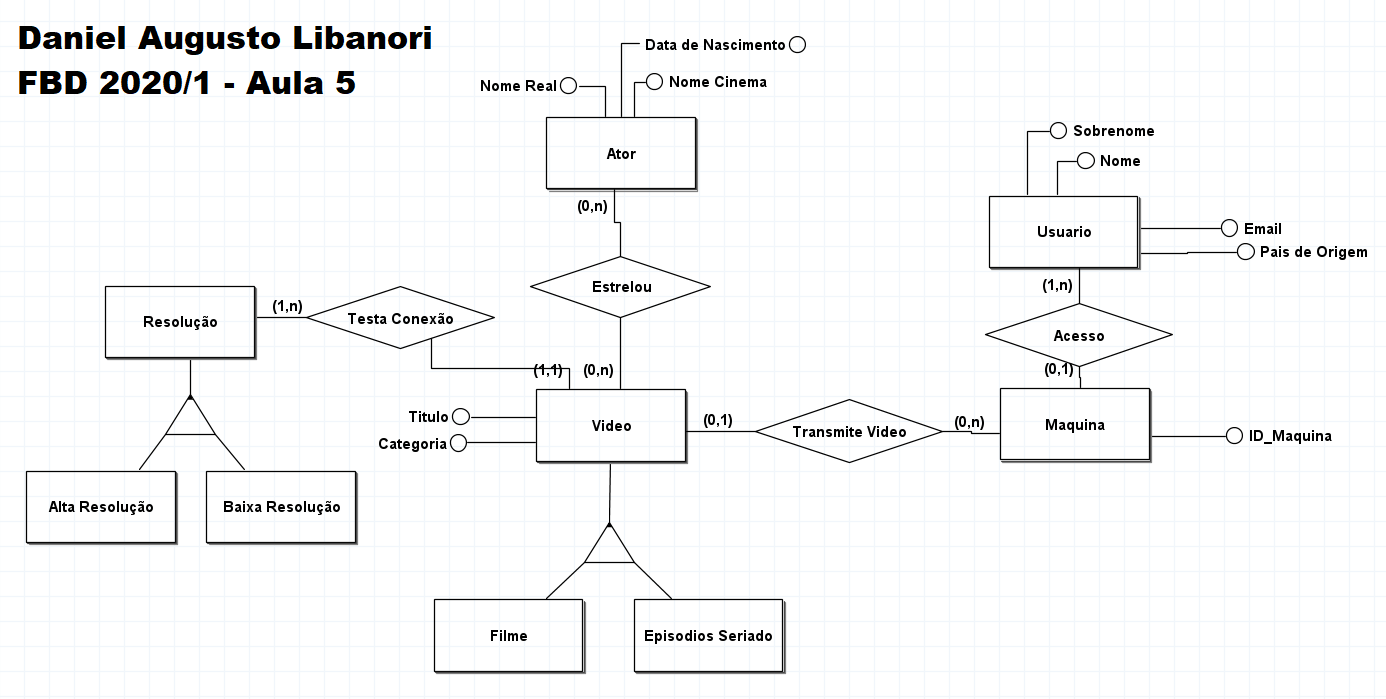 Daniel Augusto Libanori
FBD 2020/1 - Aula 5
Data de Nascimento
Nome Real
Nome Cinema
Ator
(0,n)
Estrelou
(0,n)
Sobrenome
Nome
Usuario
Email
Pais de Origem
(1,n)
Acesso
(0,1)
Resolução
(1,n)
Testa Conexão
(1,1)
Alta Resolução
Baixa Resolução
Titulo
Categoria
Video
(0,1)
Transmite Video
(0,n)
Maquina
ID_Maquina
Filme
Episodios Seriado